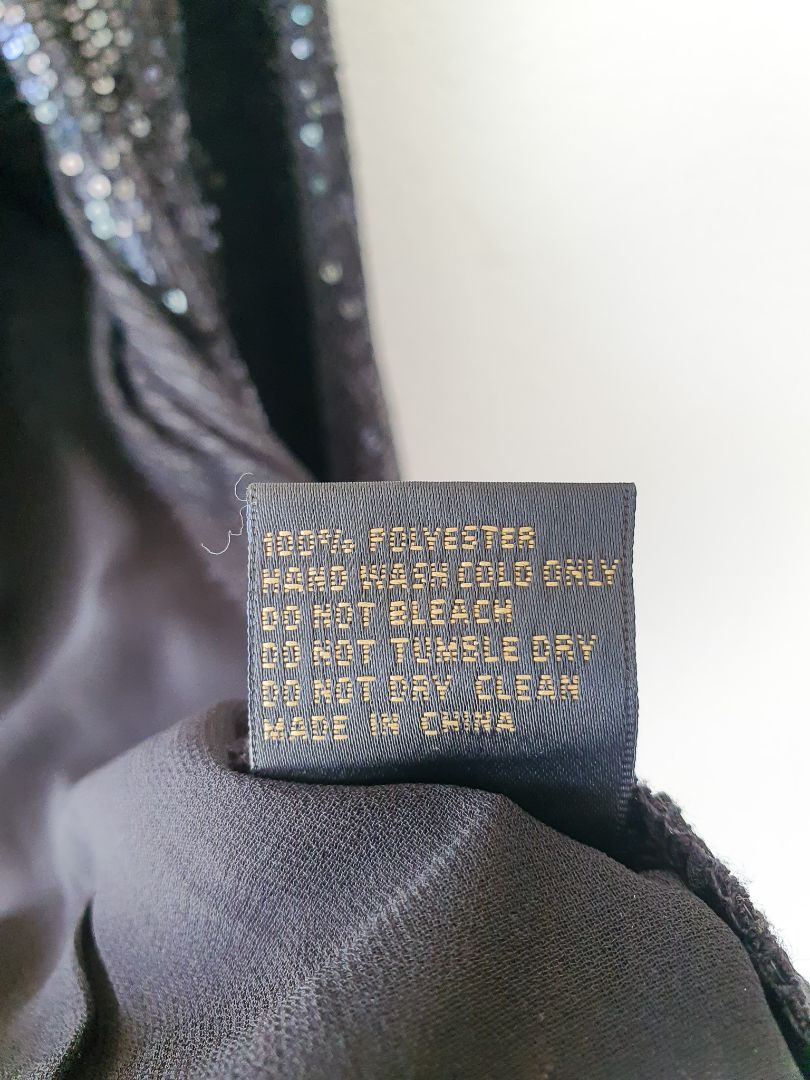 100% POLYESTER
HAND WASH COLD ONLY
DO NOT BLEACH
DO NOT TUMBLE DRY
DO NOT DRY CLEAN
MADE IN CHINA